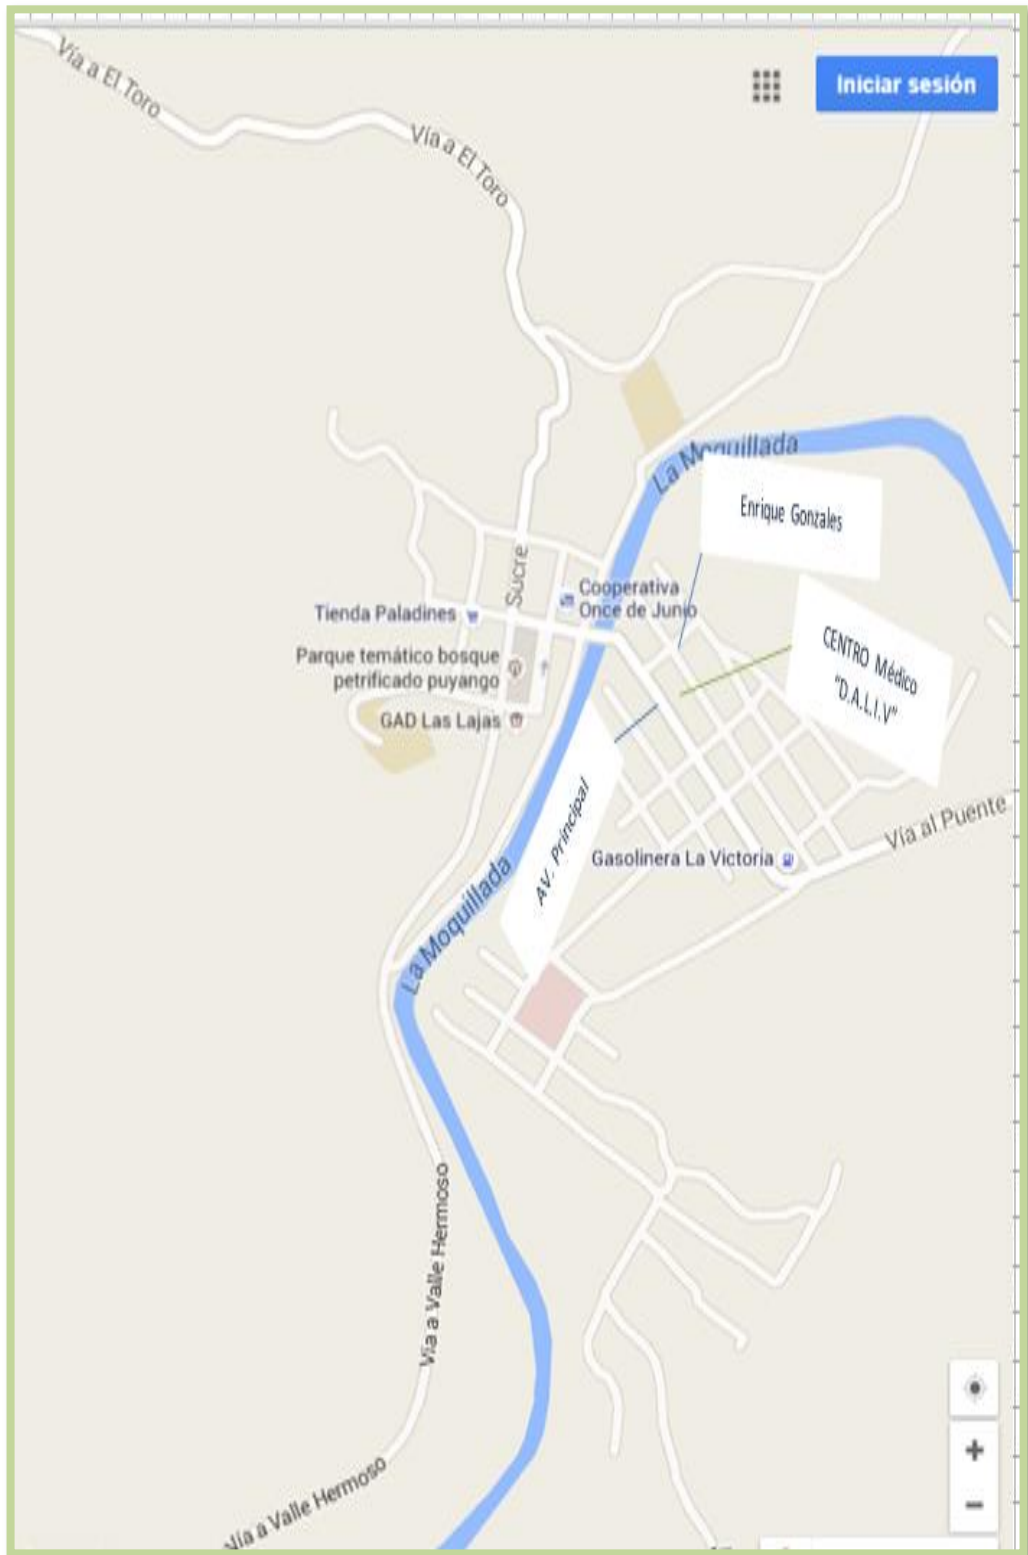 Vía a El Toro
Iniciar sesión
Vía a El Toro
La Moquillada
Enrique Gonzales
Sucre
Cooperativa
Once de Junio
Tienda Paladines
Parque temático bosque
petrificado puyango
GAD Las Lajas
CENTRO Médico
"D.A.L.I.V"
AV. Principal
Vía al Puente
Gasolinera La Victoria
La Moquillada
Vía a Valle Hermoso
Vía a Valle Hermoso
+
−